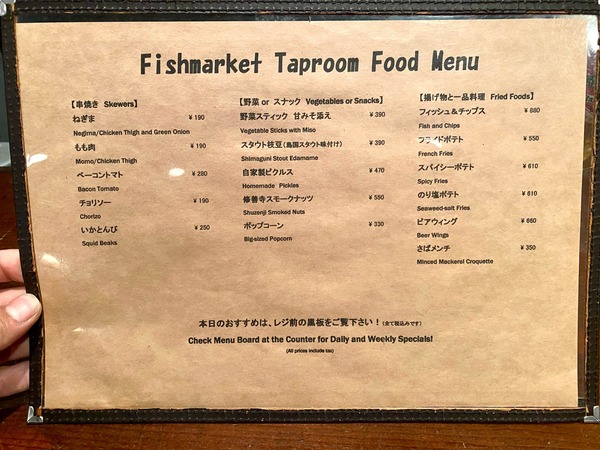 Fishmarket Taproom Food Menu
【串焼き Skewers】
ねぎま ¥ 190
Negima/Chicken Thigh and Green Onion
もも肉 ¥ 190
Momo/Chicken Thigh
ベーコントマト ¥ 280
Bacon Tomato
チョリソー ¥ 190
Chorizo
いかとんび ¥ 250
Squid Beaks
【野菜 or スナック Vegetables or Snacks】
野菜スティック 甘みそ添え ¥ 390
Vegetable Sticks with Miso
スタウト枝豆(島国スタウト味付け) ¥ 390
Shimaguni Stout Edamame
自家製ピクルス ¥ 470
Homemade Pickles
修善寺スモークナッツ ¥ 550
Shuzenji Smoked Nuts
ポップコーン ¥ 330
Big-sized Popcorn
【揚げ物と一品料理 Fried Foods】
フィッシュ&チップス ¥ 880
Fish and Chips
フライドポテト ¥ 550
French Fries
スパイシーポテト ¥ 610
Spicy Fries
のり塩ポテト ¥ 610
Seaweed-salt Fries
ビアウィング ¥ 660
Beer Wings
さばメンチ ¥ 350
Minced Mackerel Croquette
本日のおすすめは、レジ前の黒板をご覧下さい!(全て税込みです)
Check Menu Board at the Counter for Daily and Weekly Specials!
(All prices include tax)